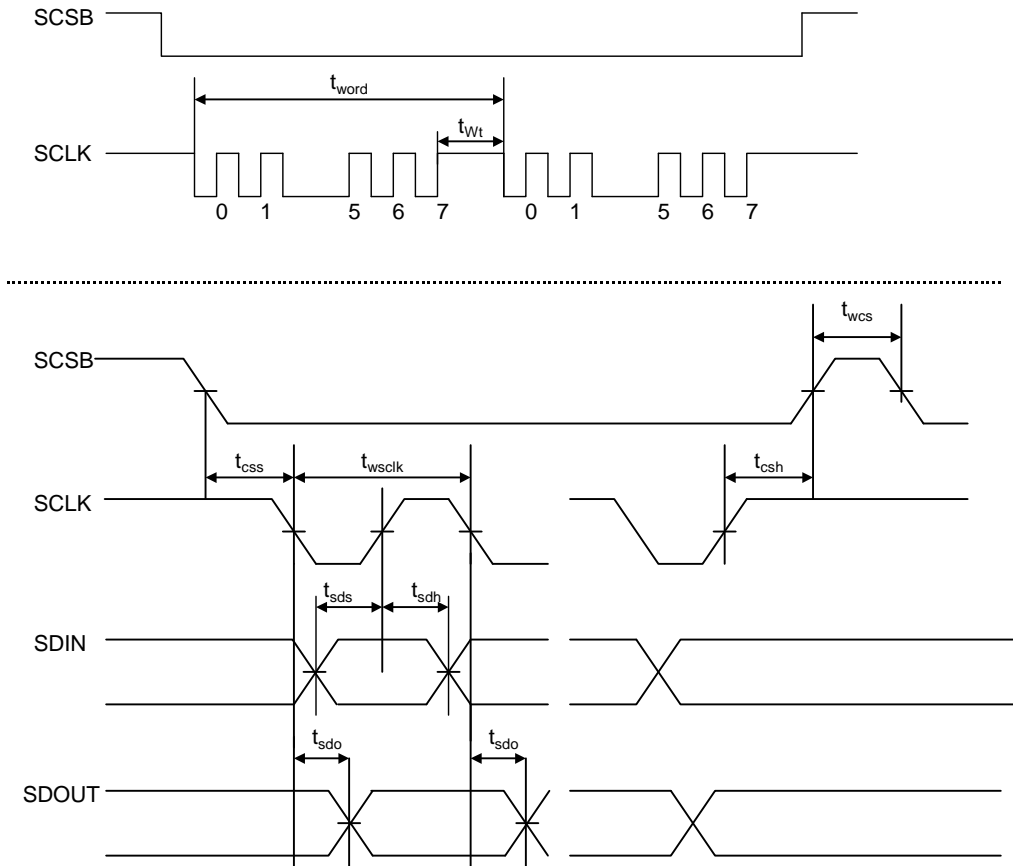 SCSB
t_word
t_Wt
SCLK
0 1 5 6 7 0 1 5 6 7
t_wcs
SCSB
t_css t_wsclk t_csh
SCLK
t_sds t_sdh
SDIN
t_sdo t_sdo
SDOUT